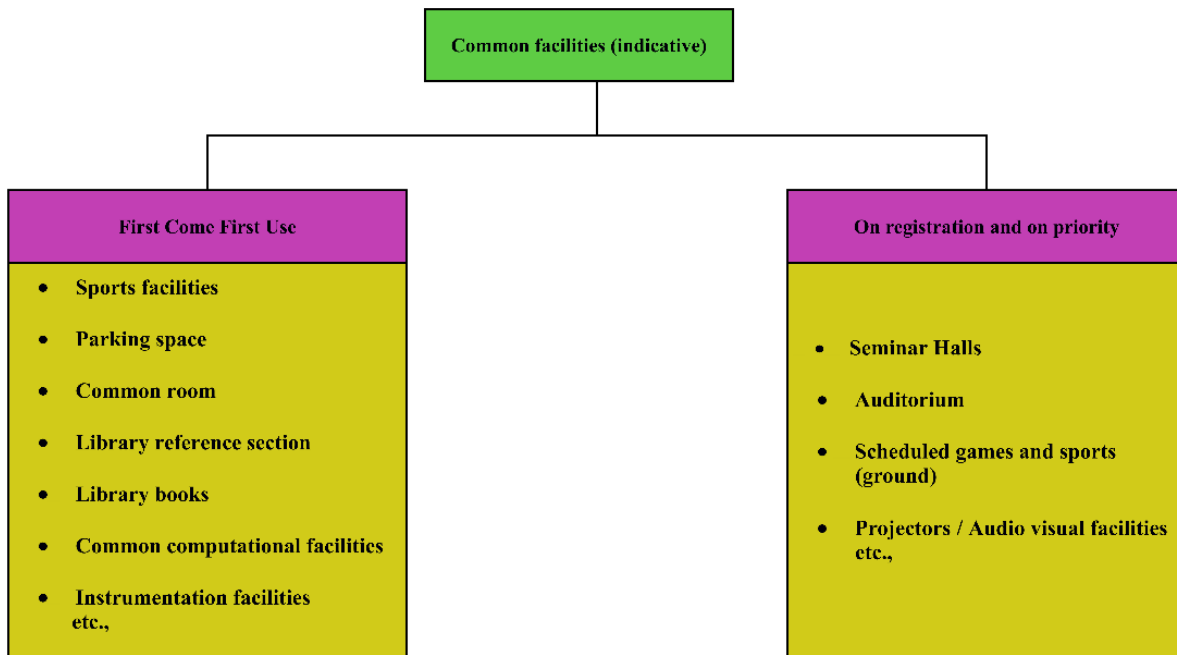 Common facilities (indicative)
First Come First Use
• Sports facilities
• Parking space
• Common room
• Library reference section
• Library books
• Common computational facilities
• Instrumentation facilities
etc.,
On registration and on priority
• Seminar Halls
• Auditorium
• Scheduled games and sports
(ground)
• Projectors / Audio visual facilities
etc.,